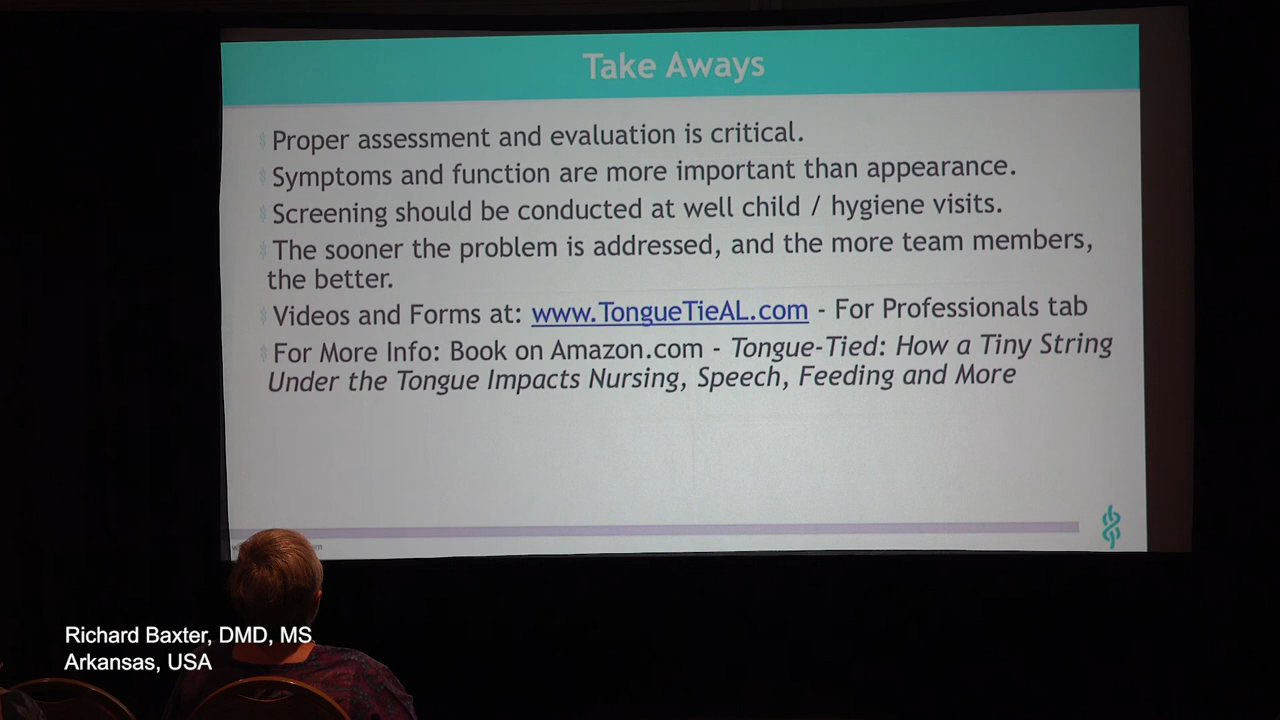 Take Aways
Proper assessment and evaluation is critical.
Symptoms and function are more important than appearance.
Screening should be conducted at well child / hygiene visits.
The sooner the problem is addressed, and the more team members,
the better.
Videos and Forms at: www.TongueTieAL.com - For Professionals tab
For More Info: Book on Amazon.com - Tongue-Tied: How a Tiny String
Under the Tongue Impacts Nursing, Speech, Feeding and More
Richard Baxter, DMD, MS
Arkansas, USA